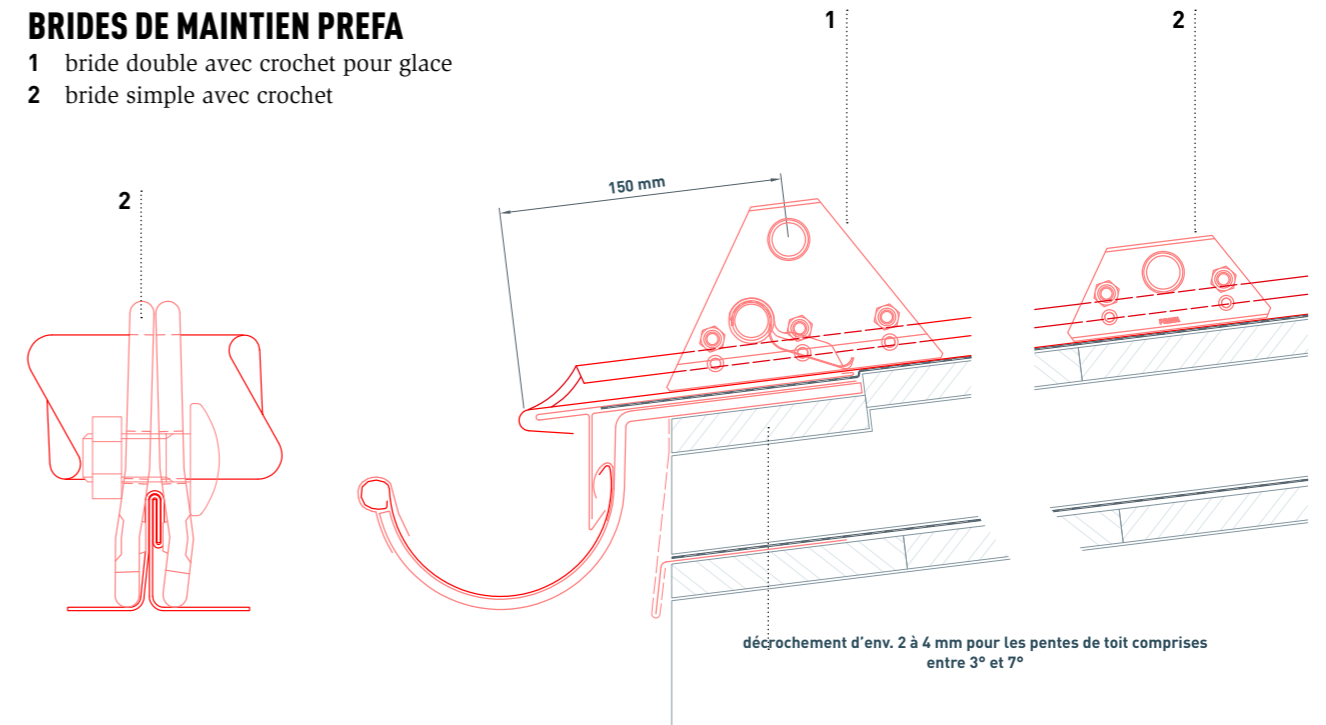 BRIDES DE MAINTIEN PREFA
1 bride double avec crochet pour glace
2 bride simple avec crochet
1
2
2
150 mm
décrochement d'env. 2 à 4 mm pour les pentes de toit comprises
entre 3° et 7°